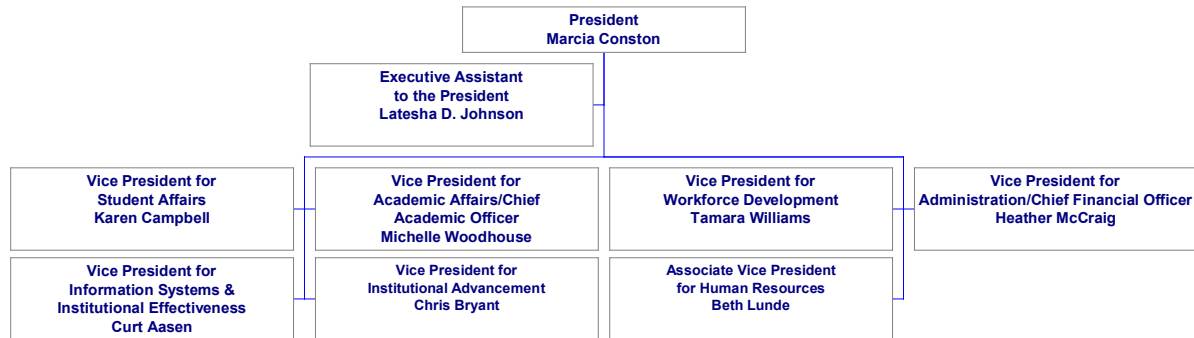 President
Marcia Conston
Executive Assistant
to the President
Latesha D. Johnson
Vice President for
Student Affairs
Karen Campbell
Vice President for
Academic Affairs/Chief
Academic Officer
Michelle Woodhouse
Vice President for
Workforce Development
Tamara Williams
Vice President for
Administration/Chief Financial Officer
Heather McCraig
Vice President for
Information Systems &
Institutional Effectiveness
Curt Aasen
Vice President for
Institutional Advancement
Chris Bryant
Associate Vice President
for Human Resources
Beth Lunde